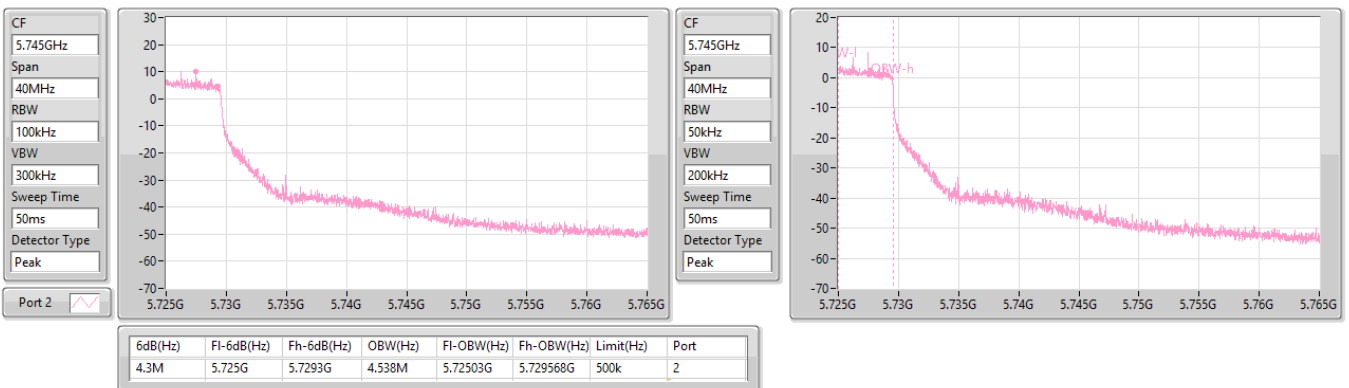 CF
5.745GHz
Span
40MHz
RBW
100kHz
VBW
300kHz
Sweep Time
50ms
Detector Type
Peak
Port 2
30
20
10
0
-10
-20
-30
-40
-50
-60
-70
5.725G 5.73G 5.735G 5.74G 5.745G 5.75G 5.755G 5.76G 5.765G
CF
5.745GHz
Span
40MHz
RBW
50kHz
VBW
200kHz
Sweep Time
50ms
Detector Type
Peak
20
10
0
-10
-20
-30
-40
-50
-60
-70
W-l
OBW-h
5.725G 5.73G 5.735G 5.74G 5.745G 5.75G 5.755G 5.76G 5.765G
6dB(Hz) Fl-6dB(Hz) Fh-6dB(Hz) OBW(Hz) Fl-OBW(Hz) Fh-OBW(Hz) Limit(Hz) Port
4.3M 5.725G 5.7293G 4.538M 5.72503G 5.729568G 500k 2